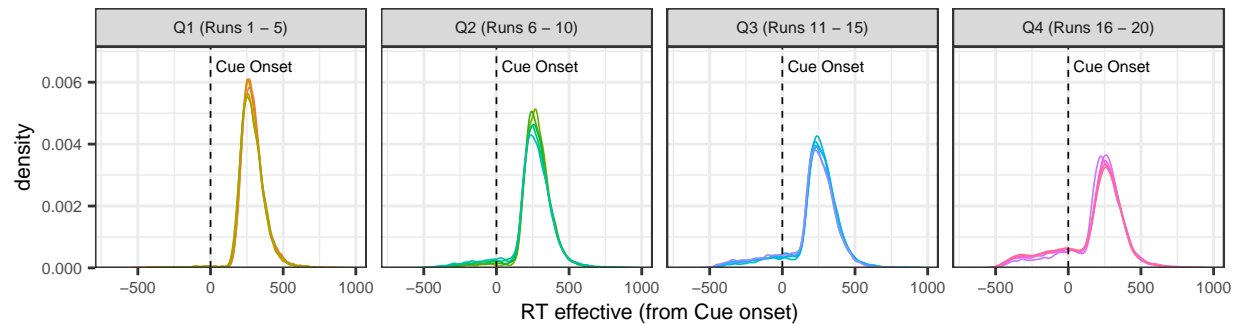 Q1 (Runs 1 − 5) Q2 (Runs 6 − 10) Q3 (Runs 11 − 15) Q4 (Runs 16 − 20)
Cue Onset Cue Onset Cue Onset Cue Onset
0.006
0.004
0.002
0.000
density
−500 0 500 1000 −500 0 500 1000 −500 0 500 1000 −500 0 500 1000
RT effective (from Cue onset)